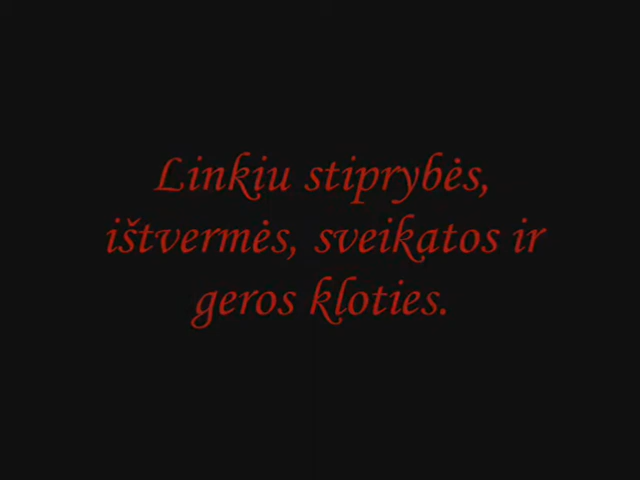 Linkiu stiprybės,
ištvermės, sveikatos ir
geros kloties.